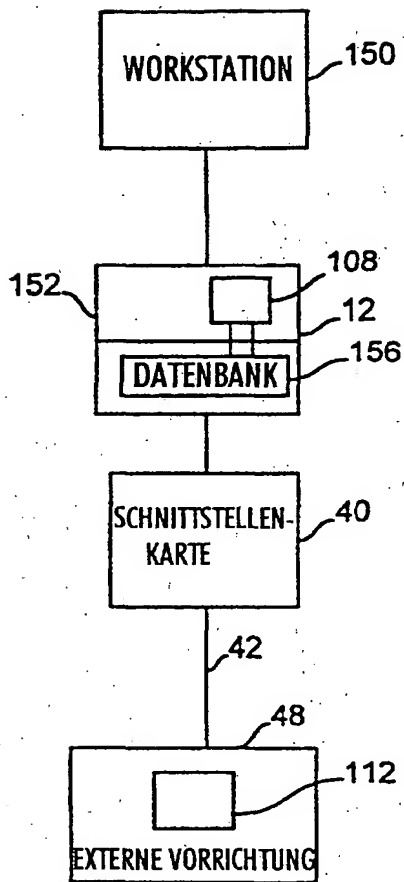 WORKSTATION
150
152
108
12
DATENBANK
156
SCHNITTSTELLEN-
KARTE
40
42
48
112
EXTERNE VORRICHTUNG